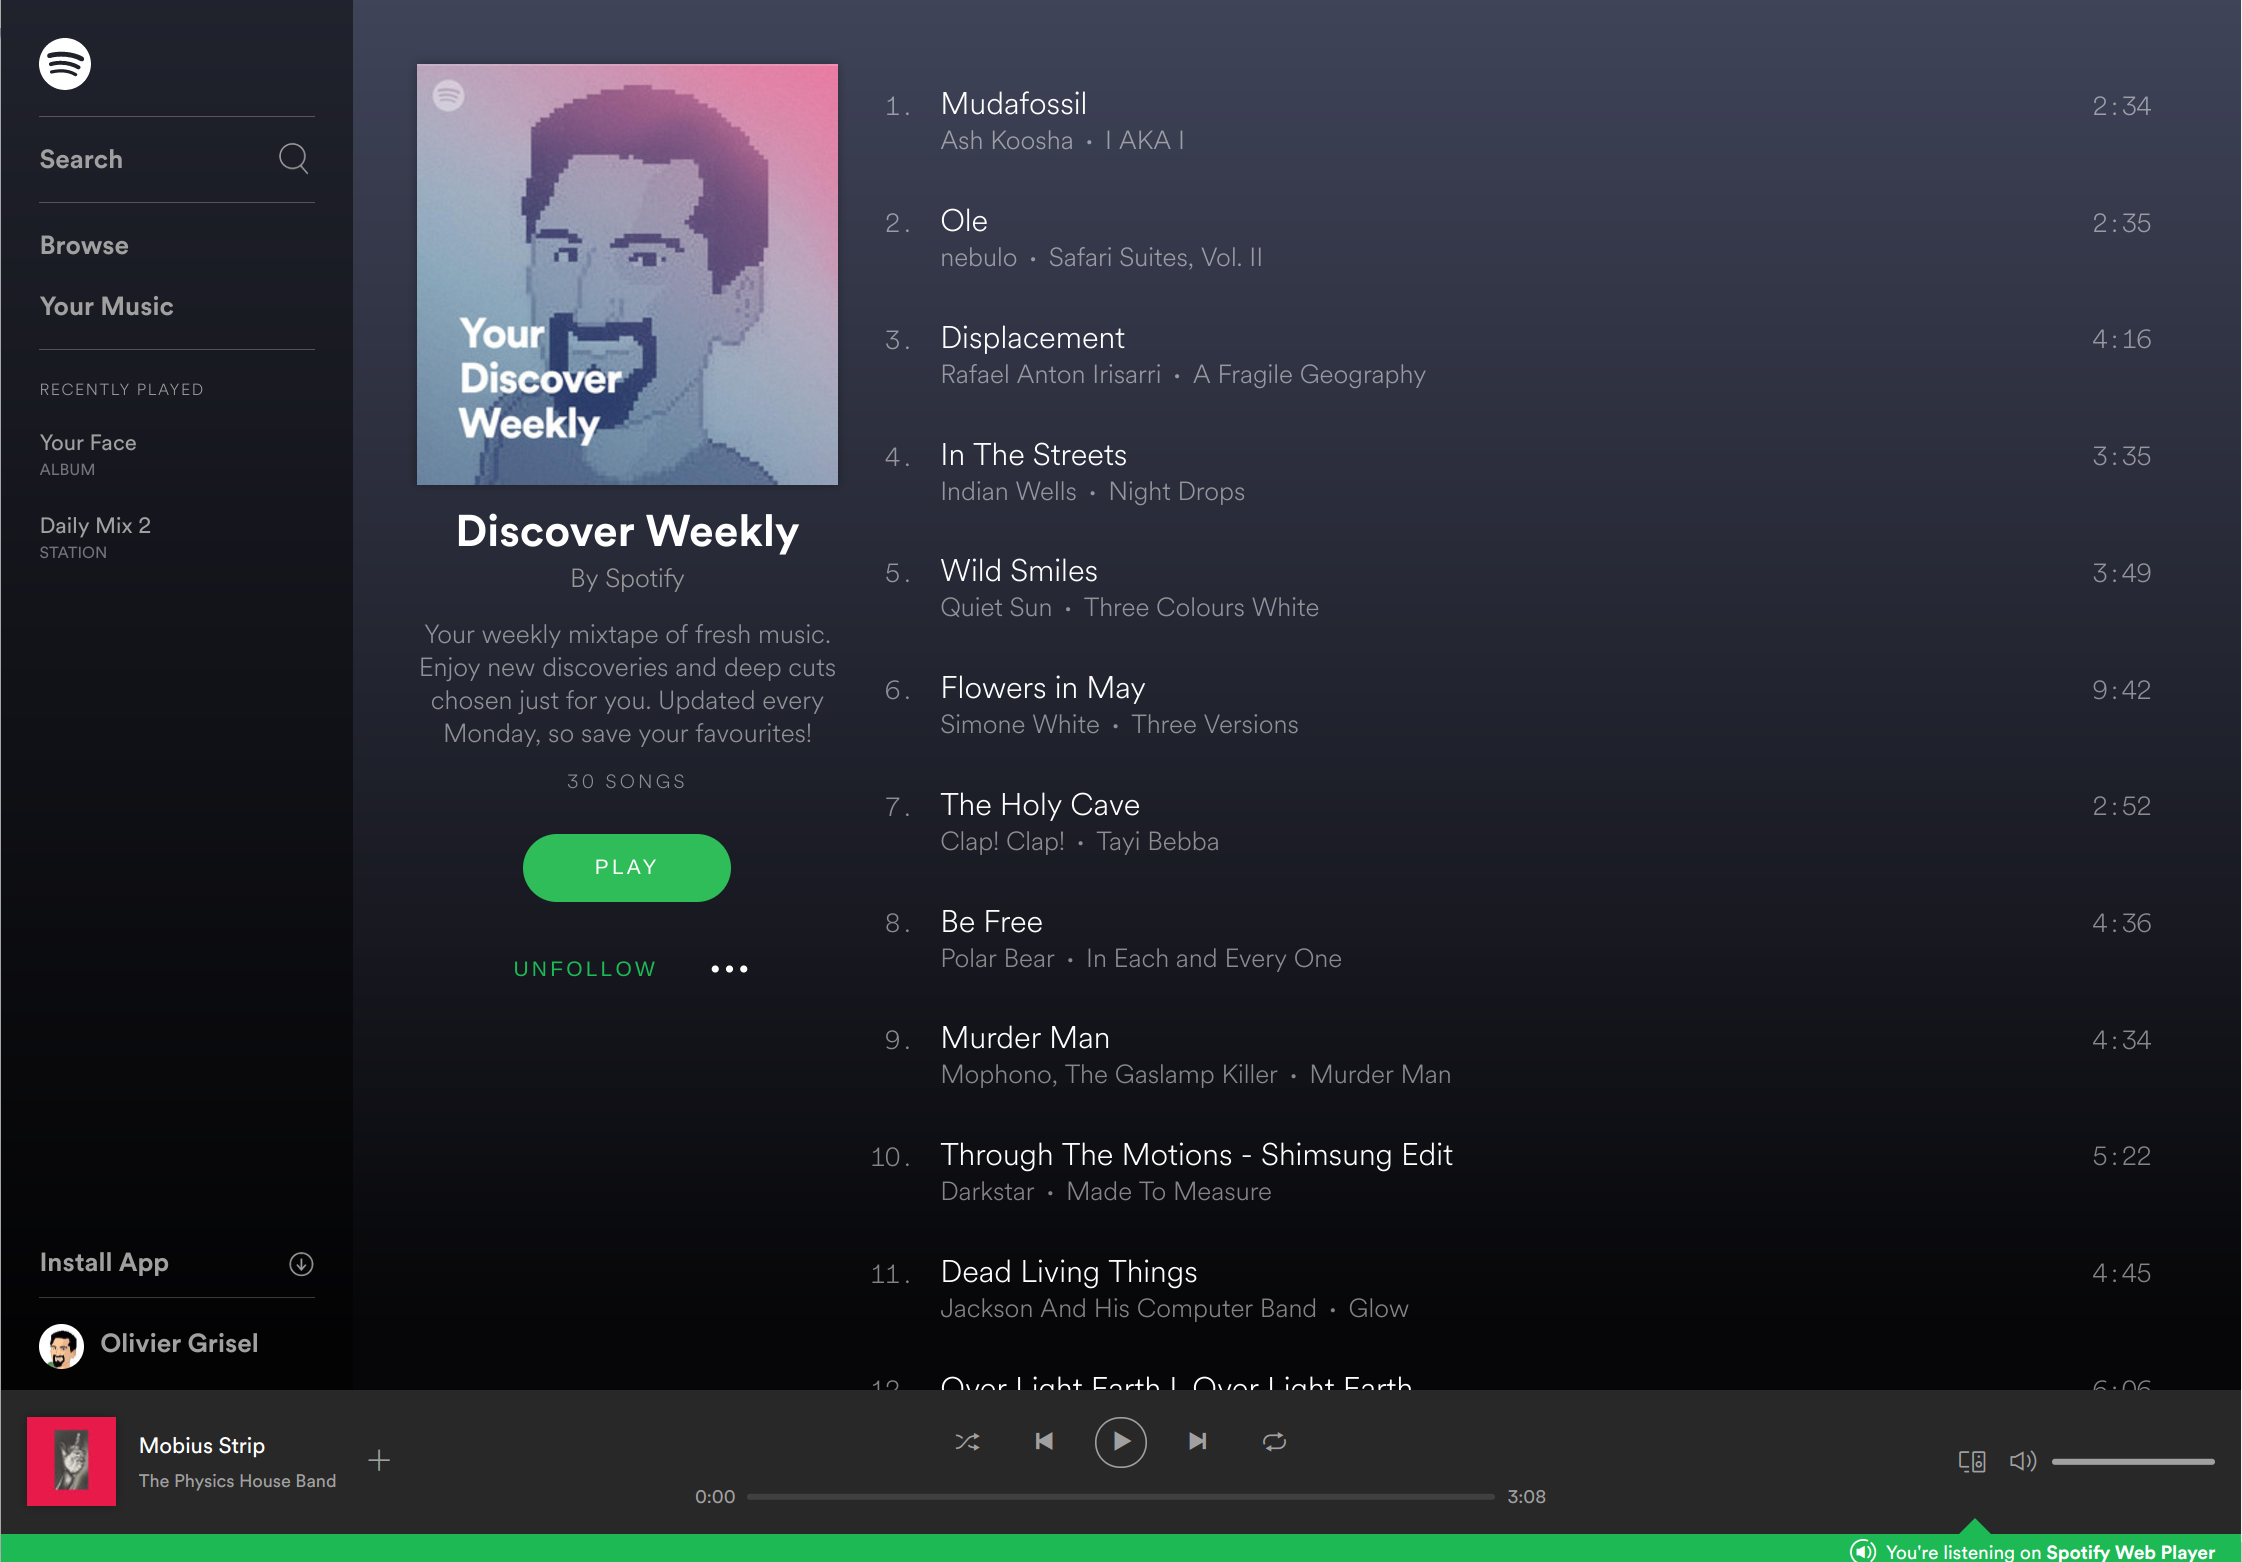 Search
Browse
Your Music
RECENTLY PLAYED
Your Face
ALBUM
Daily Mix 2
STATION
Install App
Olivier Grisel
Your
Discover
Weekly
Discover Weekly
By Spotify
Your weekly mixtape of fresh music.
Enjoy new discoveries and deep cuts
chosen just for you. Updated every
Monday, so save your favourites!
30 SONGS
PLAY
UNFOLLOW
1. Mudafossil 2:34
Ash Koosha • I AKA I
2. Ole 2:35
nebulo • Safari Suites, Vol. II
3. Displacement 4:16
Rafael Anton Irisarri • A Fragile Geography
4. In The Streets 3:35
Indian Wells • Night Drops
5. Wild Smiles 3:49
Quiet Sun • Three Colours White
6. Flowers in May 9:42
Simone White • Three Versions
7. The Holy Cave 2:52
Clap! Clap! • Tayi Bebba
8. Be Free 4:36
Polar Bear • In Each and Every One
9. Murder Man 4:34
Mophono, The Gaslamp Killer • Murder Man
10. Through The Motions - Shimsung Edit 5:22
Darkstar • Made To Measure
11. Dead Living Things 4:45
Jackson And His Computer Band • Glow
12. Over Light Earth I. Over Light Earth 6:06
Mobius Strip
The Physics House Band
0:00 3:08
You're listening on Spotify Web Player